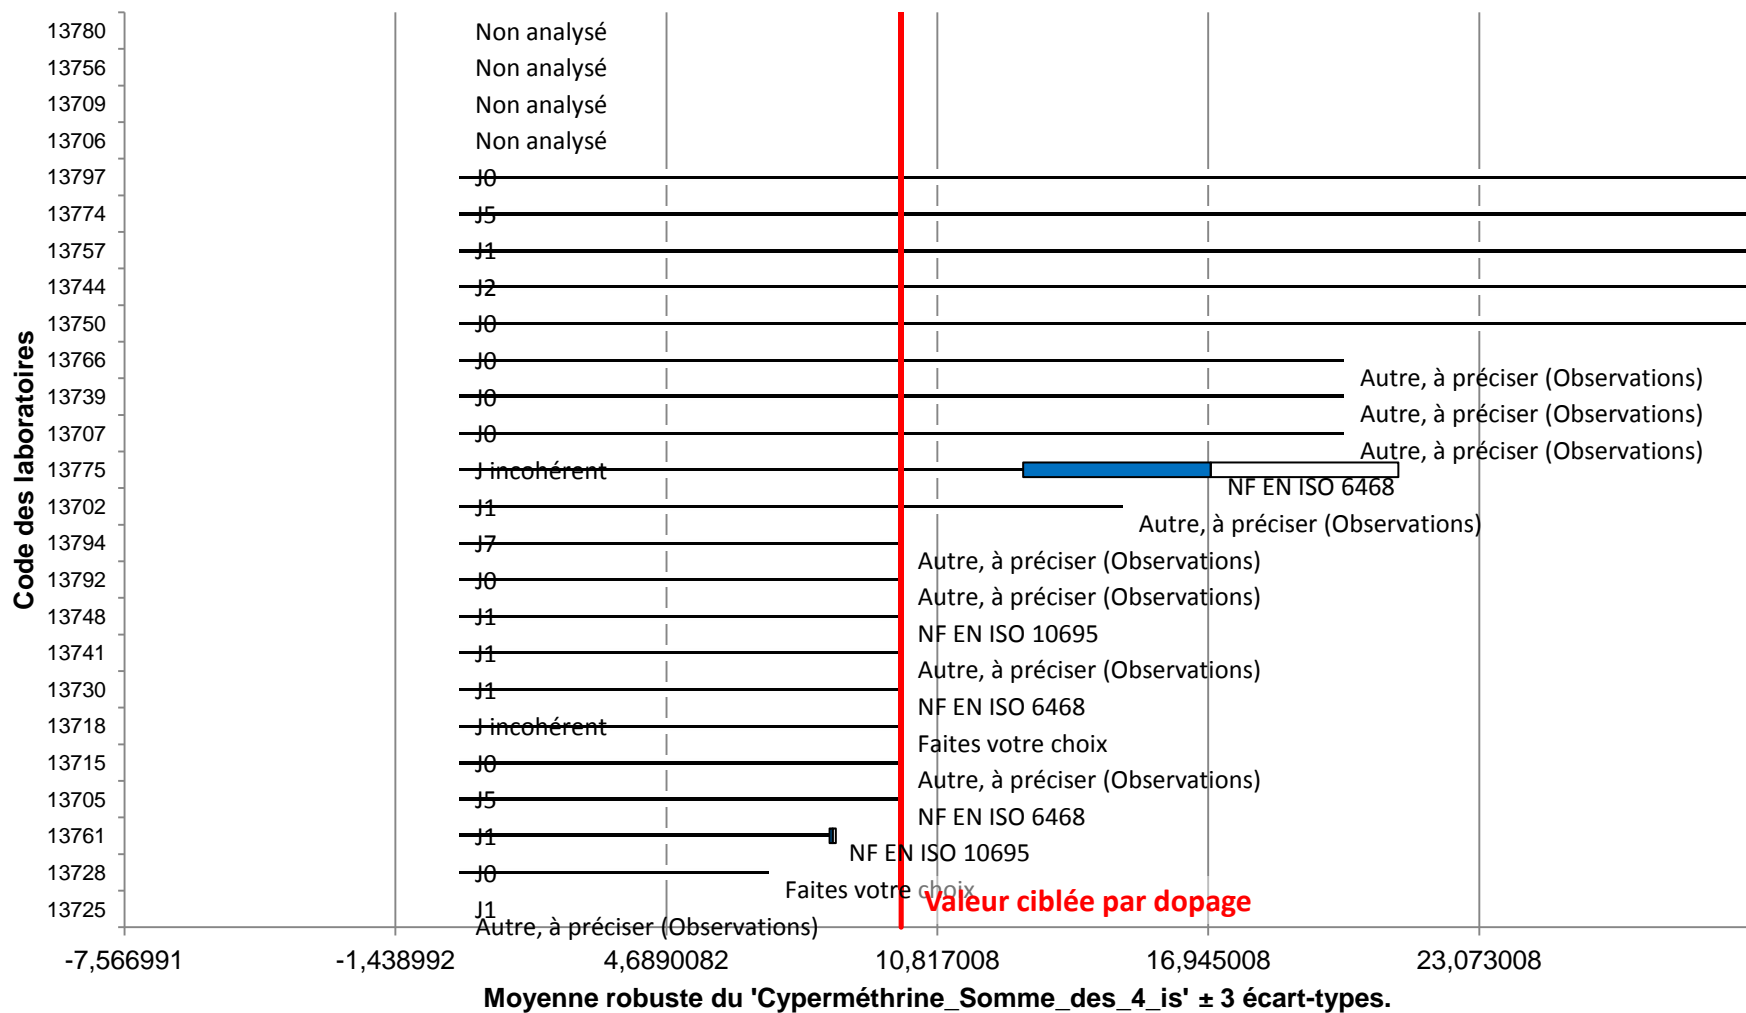 13780 Non analysé
13756 Non analysé
13709 Non analysé
13706 Non analysé
13797 J0
13774 J5
13757 J1
13744 J2
13750 J0
13766 J0
Autre, à préciser (Observations)
13739 J0
Autre, à préciser (Observations)
13707 J0
Autre, à préciser (Observations)
13775 J incohérent
NF EN ISO 6468
13702 J1
Autre, à préciser (Observations)
13794 J7
Autre, à préciser (Observations)
13792 J0
Autre, à préciser (Observations)
13748 J1
NF EN ISO 10695
13741 J1
Autre, à préciser (Observations)
13730 J1
NF EN ISO 6468
13718 J incohérent
Faites votre choix
13715 J0
Autre, à préciser (Observations)
13705 J5
NF EN ISO 6468
13761 J1
NF EN ISO 10695
13728 J0
Faites votre choix
Valeur ciblée par dopage
13725 J1
Autre, à préciser (Observations)
Code des laboratoires
-7,566991 -1,438992 4,6890082 10,817008 16,945008 23,073008
Moyenne robuste du 'Cyperméthrine_Somme_des_4_is' ± 3 écart-types.